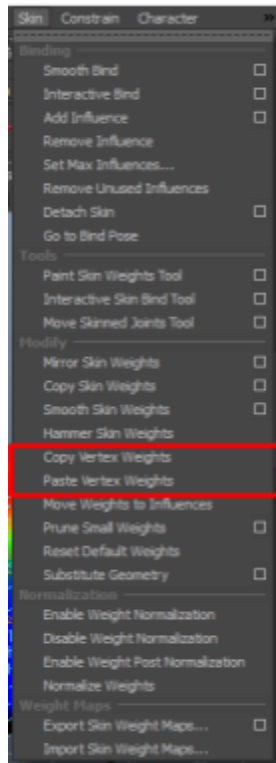 Skin Constrain Character »
Binding
Smooth Bind
Interactive Bind
Add Influence
Remove Influence
Set Max Influences...
Remove Unused Influences
Detach Skin
Go to Bind Pose
Tools
Paint Skin Weights Tool
Interactive Skin Bind Tool
Move Skinned Joints Tool
Modify
Mirror Skin Weights
Copy Skin Weights
Smooth Skin Weights
Hammer Skin Weights
Copy Vertex Weights
Paste Vertex Weights
Move Weights to Influences
Prune Small Weights
Reset Default Weights
Substitute Geometry
Normalization
Enable Weight Normalization
Disable Weight Normalization
Enable Weight Post Normalization
Normalize Weights
Weight Maps
Export Skin Weight Maps...
Import Skin Weight Maps...